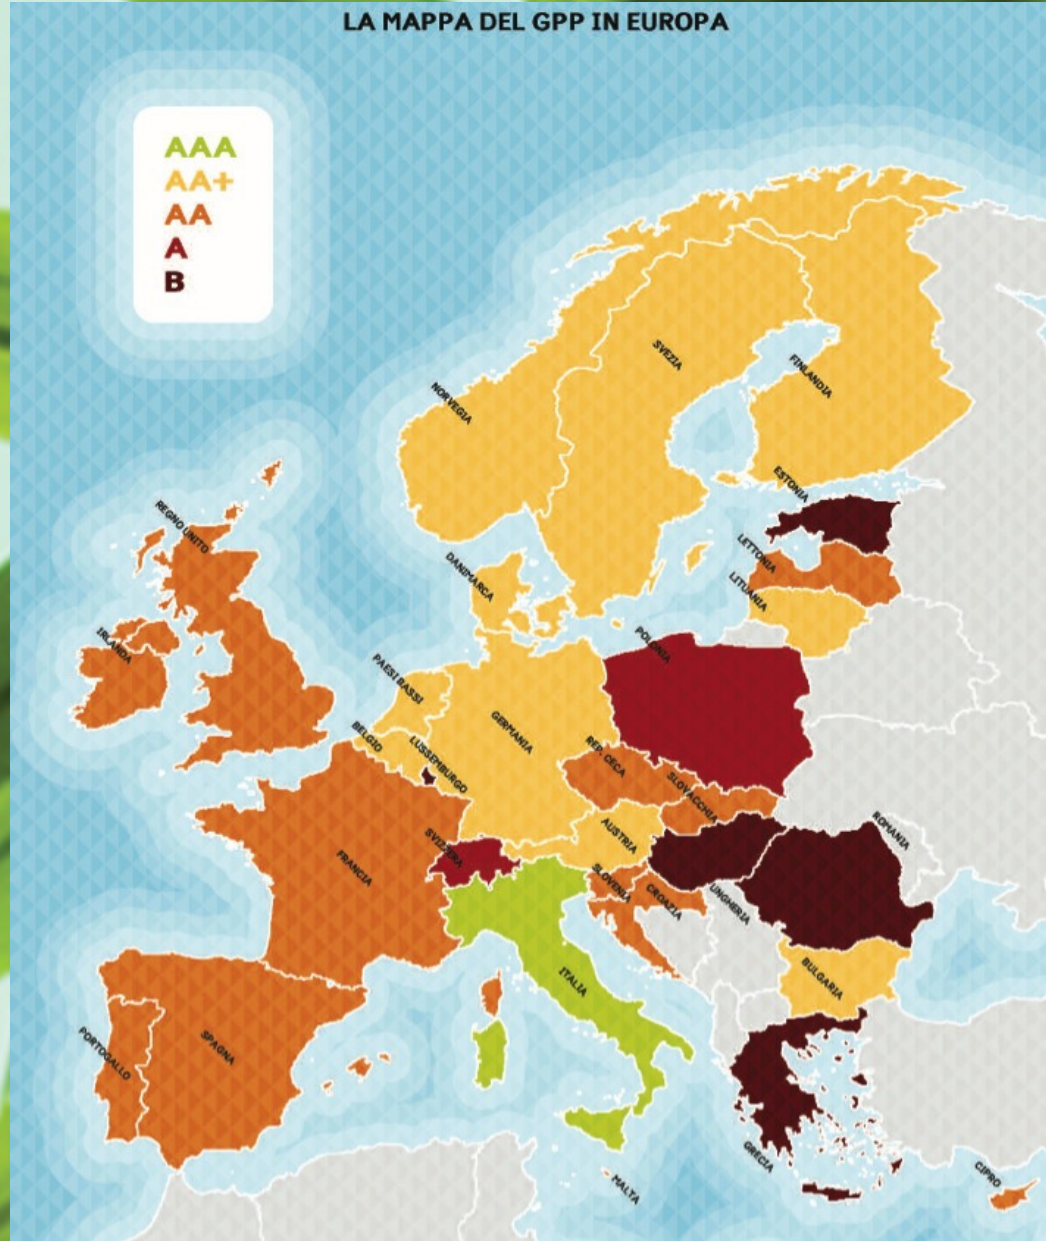 LA MAPPA DEL GPP IN EUROPA
AAA
AA+
AA
A
B
NORVEGIA
SVEZIA
FINLANDIA
ESTONIA
REGNO UNITO
LETTONIA
DANIMARCA
LITUANIA
IRLANDA
POLONIA
PAESI BASSI
GERMANIA
BELGIO
LUSSEMBURGO
REP. CECA
SLOVACCHIA
ROMANIA
AUSTRIA
SVIZZERA
FRANCIA
SLOVENIA
CROAZIA
UNGHERIA
ITALIA
BULGARIA
PORTOGALLO
SPAGNA
GRECIA
MALTA
CIPRO